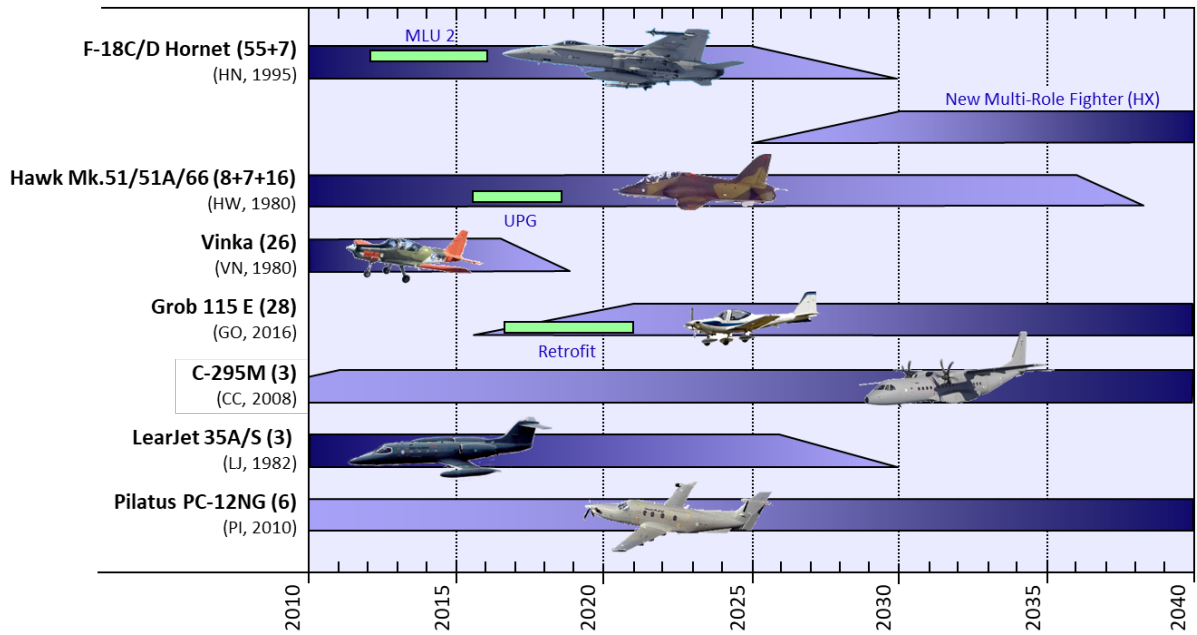 F-18C/D Hornet (55+7)
(HN, 1995)
MLU 2
New Multi-Role Fighter (HX)
Hawk Mk.51/51A/66 (8+7+16)
(HW, 1980)
UPG
Vinka (26)
(VN, 1980)
Grob 115 E (28)
(GO, 2016)
Retrofit
C-295M (3)
(CC, 2008)
LearJet 35A/S (3)
(LJ, 1982)
Pilatus PC-12NG (6)
(PI, 2010)
2010
2015
2020
2025
2030
2035
2040